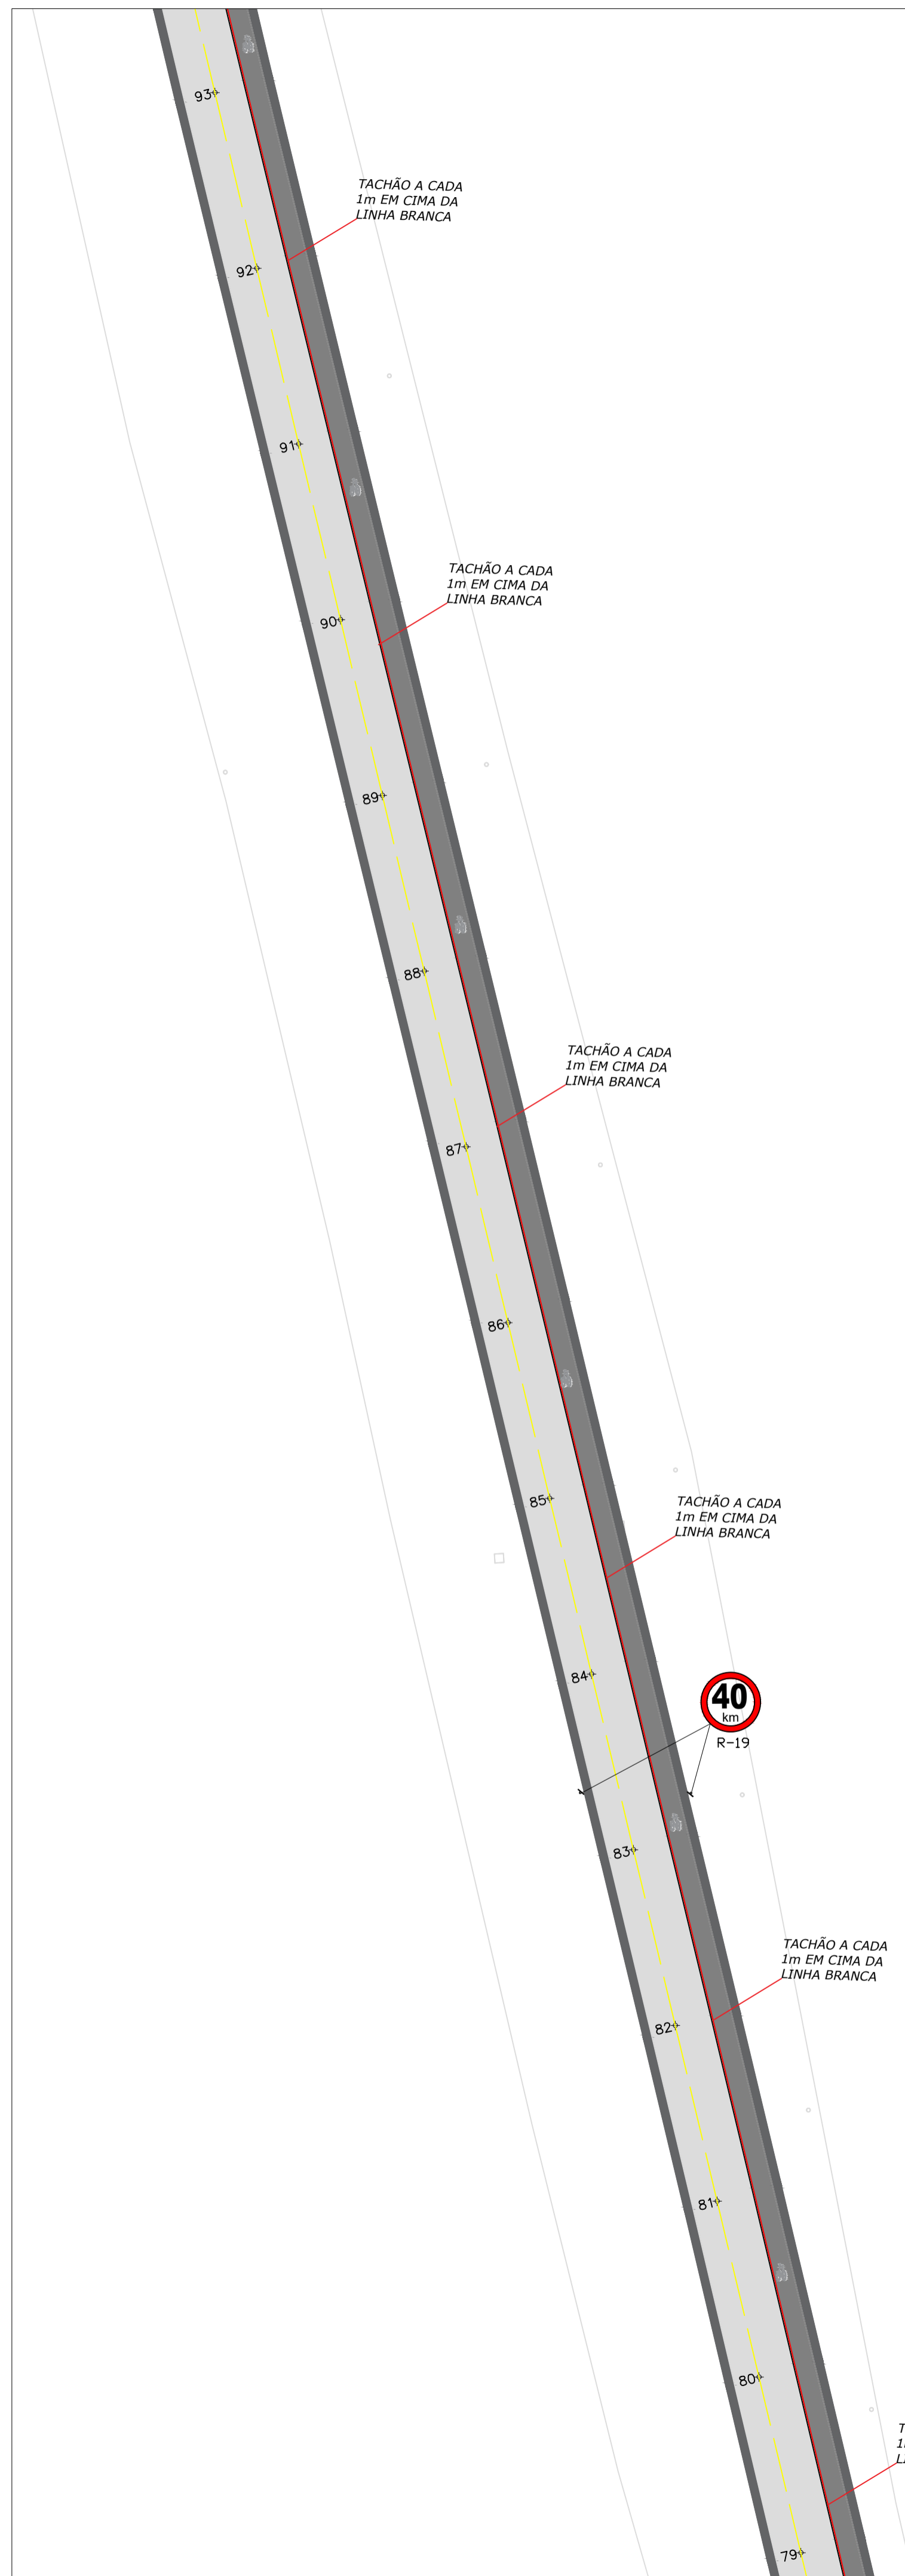 93
TACHÃO A CADA
1m EM CIMA DA
LINHA BRANCA
92
91
TACHÃO A CADA
1m EM CIMA DA
LINHA BRANCA
90
89
88
TACHÃO A CADA
1m EM CIMA DA
LINHA BRANCA
87
86
85
TACHÃO A CADA
1m EM CIMA DA
LINHA BRANCA
84
40
km
R-19
83
TACHÃO A CADA
1m EM CIMA DA
LINHA BRANCA
82
81
80
79